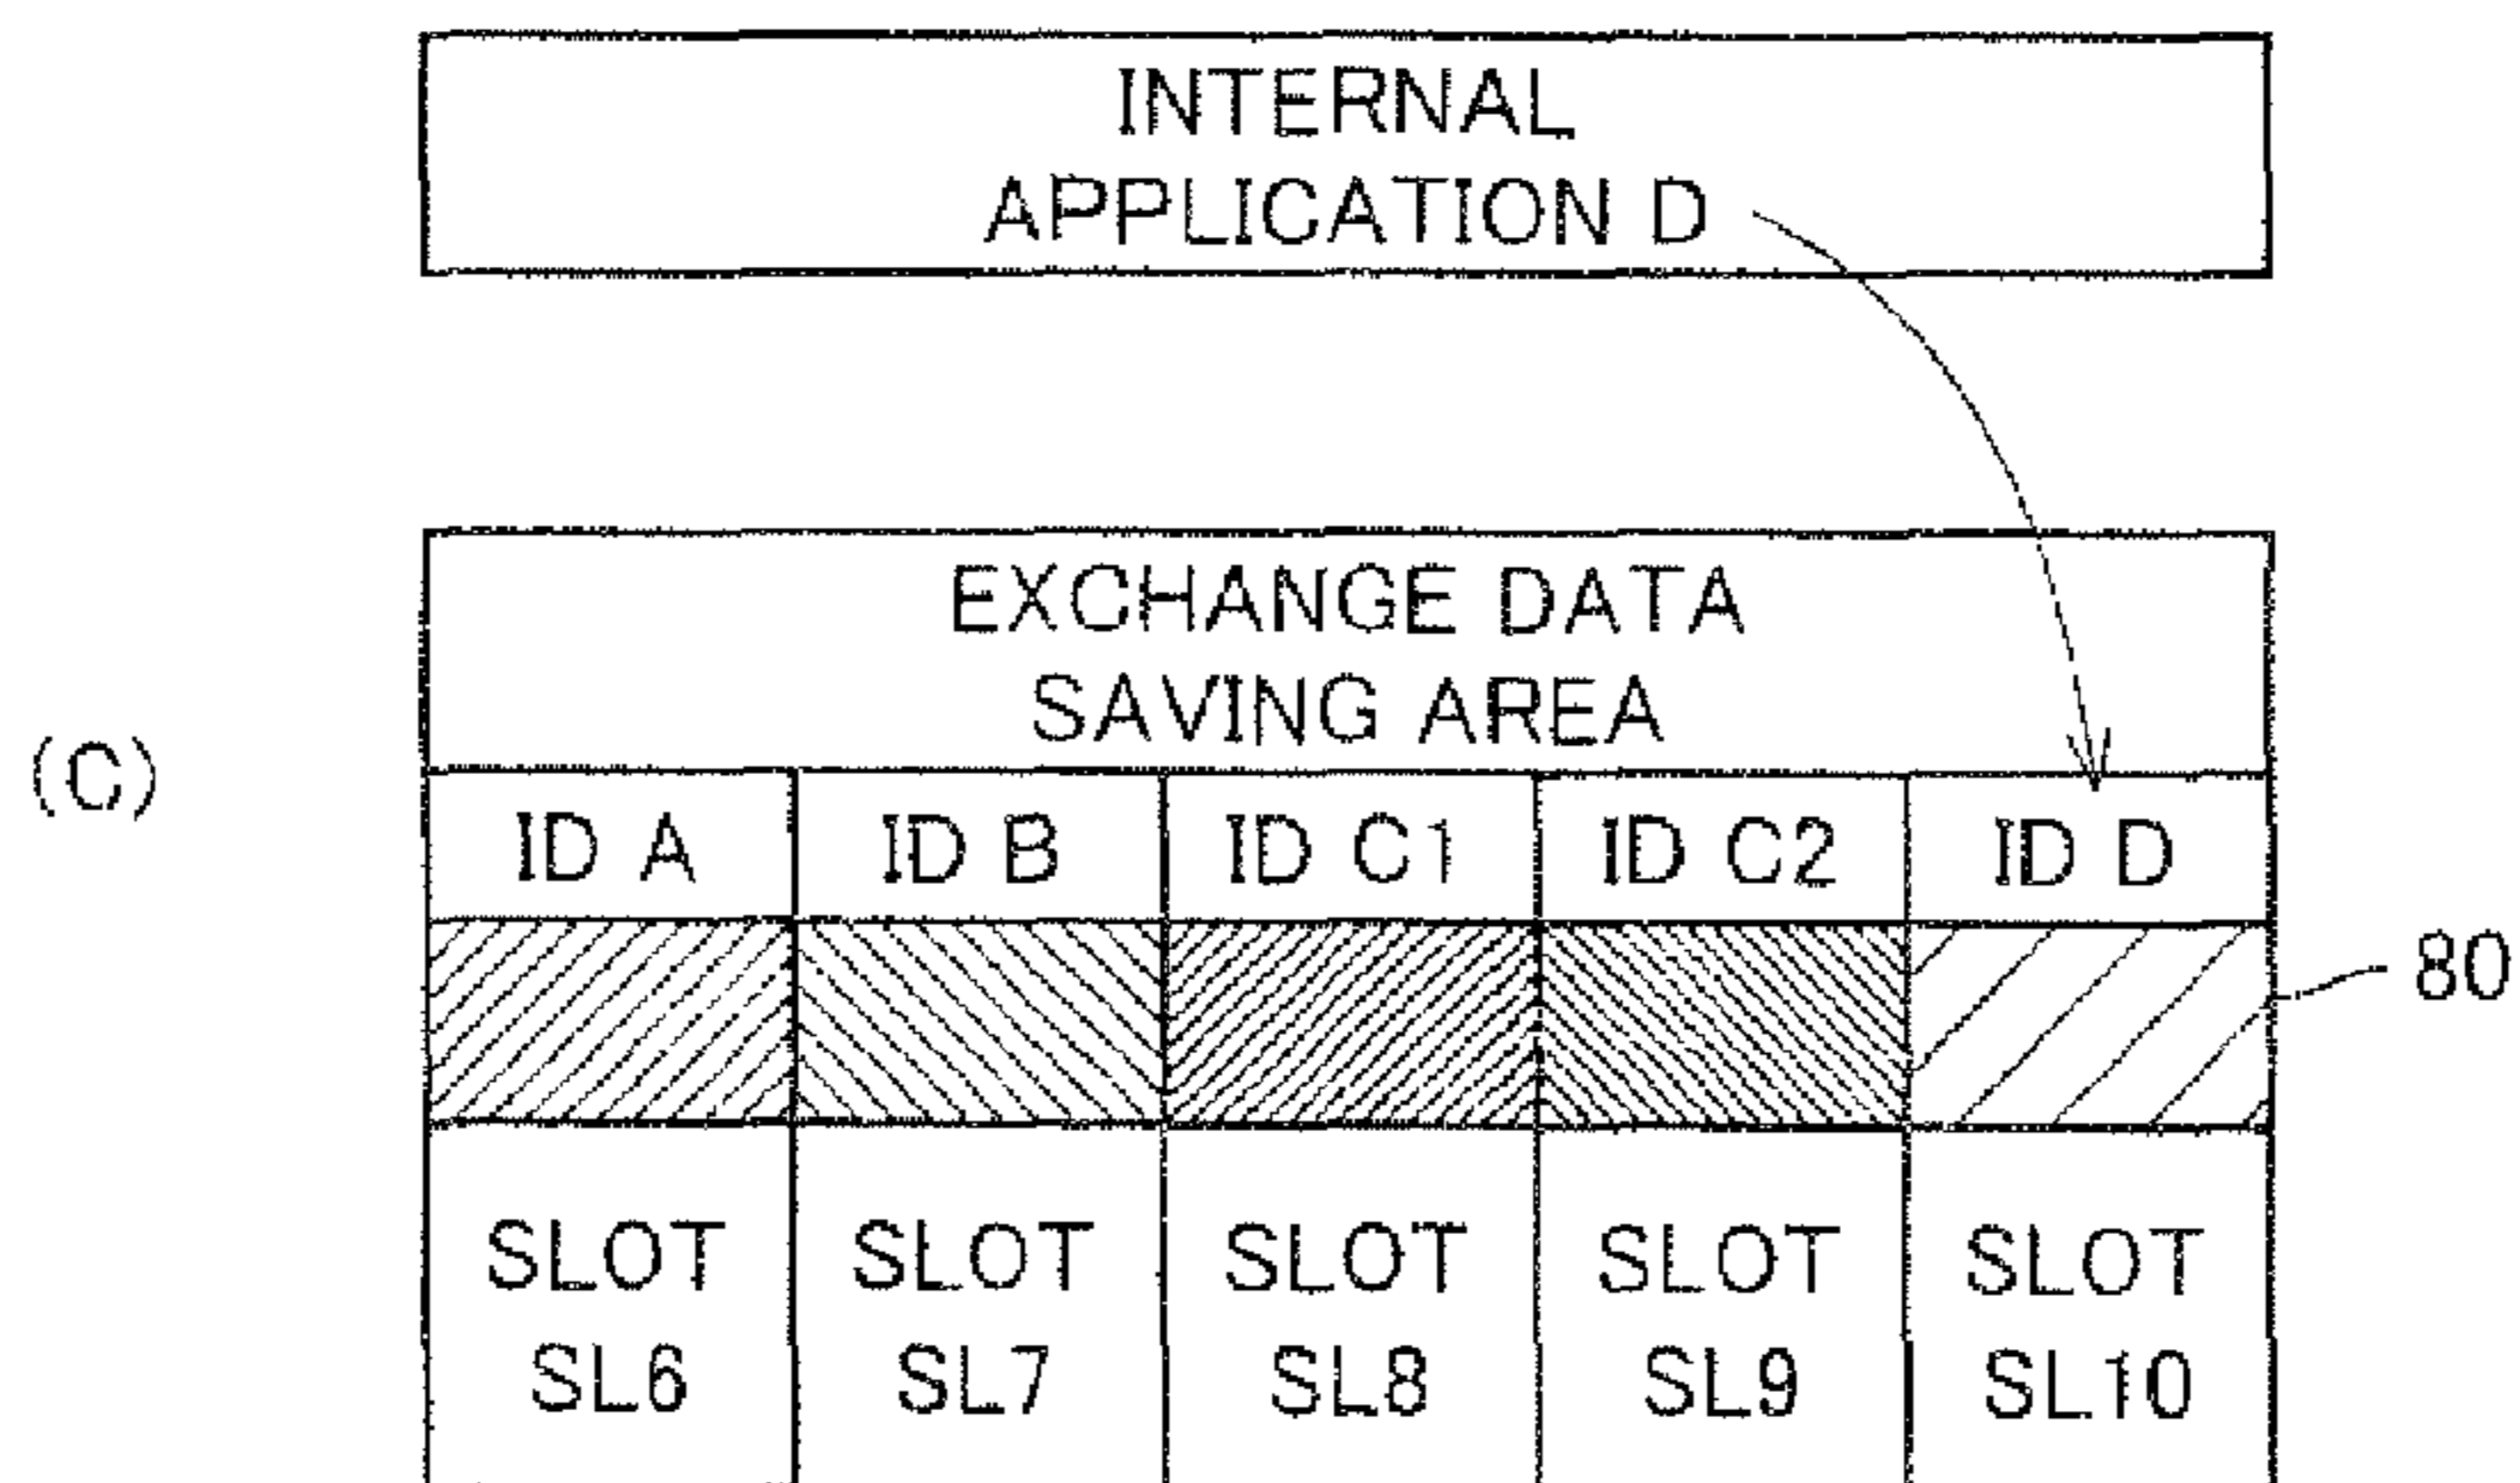 INTERNAL
APPLICATION D
EXCHANGE DATA
SAVING AREA
(C)
ID A ID B ID C1 ID C2 ID D
80
SLOT SLOT SLOT SLOT SLOT
SL6 SL7 SL8 SL9 SL10